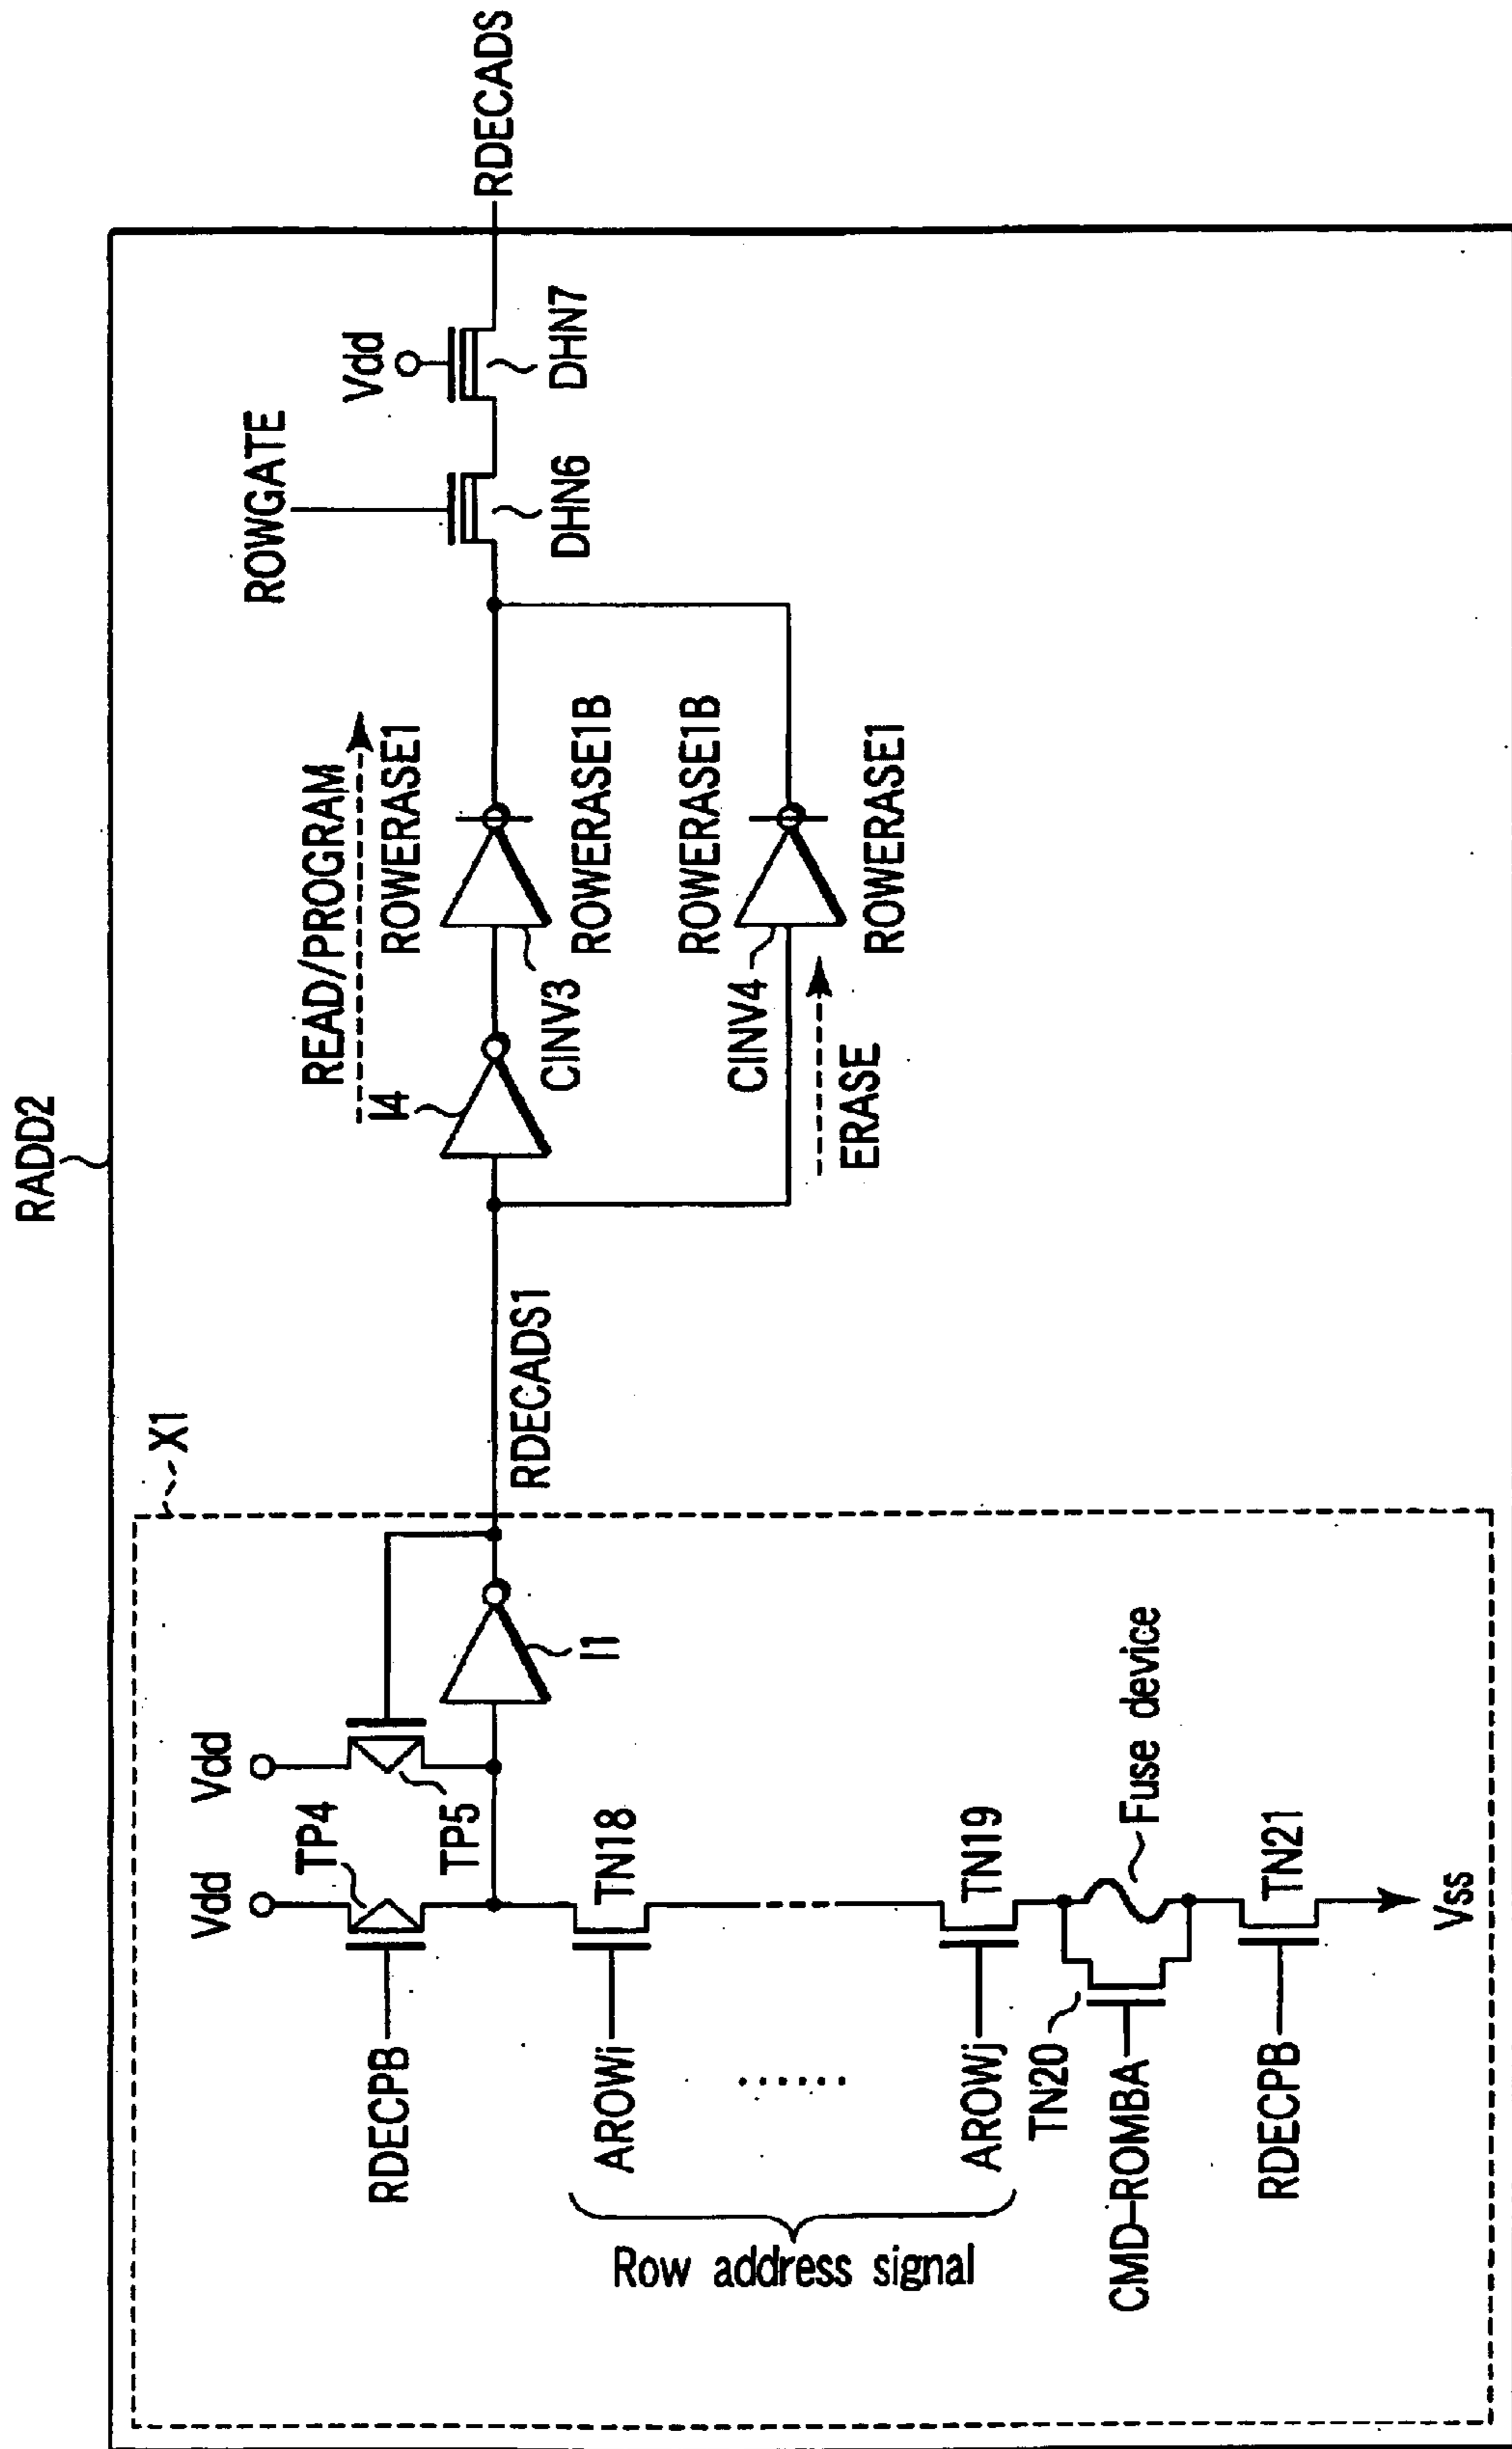 RADD2
X1
Vdd
Vdd
TP4
TP5
RDECPB
I1
AROWi
TN18
Row address signal
AROWj
TN19
TN20
CMD-ROMBA
Fuse device
RDECPB
TN21
Vss
RDECADS1
READ/PROGRAM
I4
ROWERASE1
CINV3
ROWERASE1B
ROWERASE1B
CINV4
ROWERASE1
ERASE
ROWGATE
Vdd
DHN6
DHN7
RDECADS